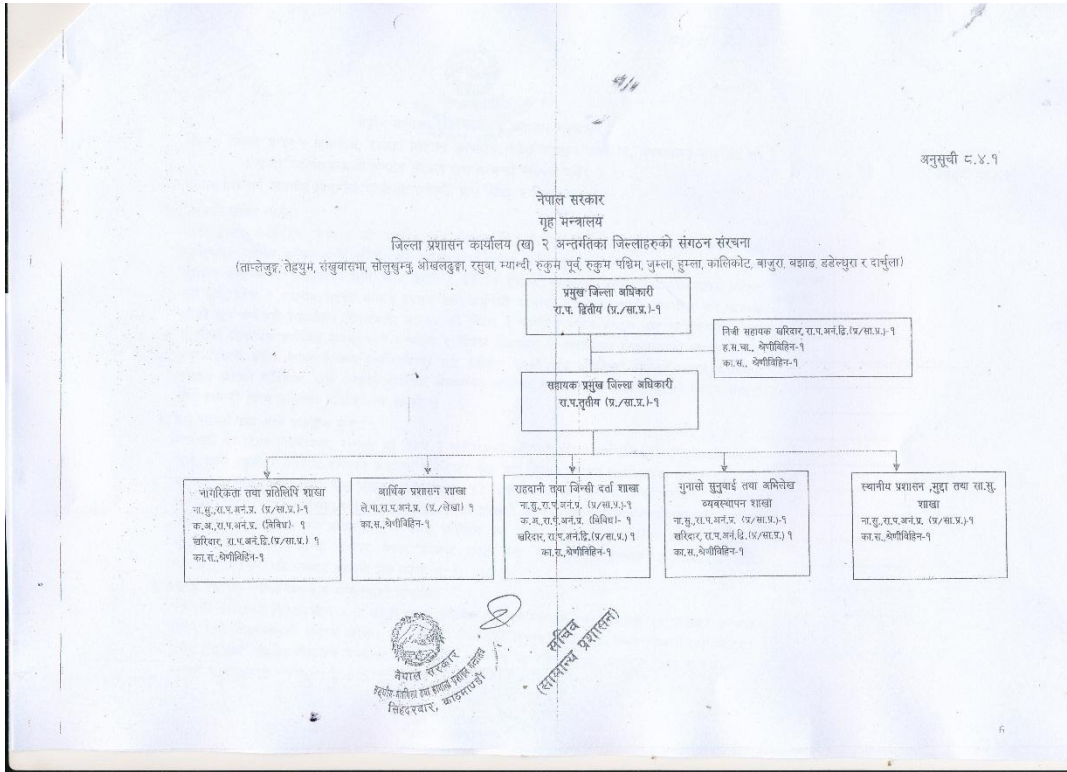 अनुसूची ८.४.१
नेपाल सरकार
गृह मन्त्रालय
जिल्ला प्रशासन कार्यालय (ख) २ अन्तर्गतका जिल्लाहरुको संगठन संरचना
(ताप्लेजुङ्ग, तेह्रथुम, संखुवासभा, सोलुखुम्बु, ओखलढुङ्गा, रसुवा, म्याग्दी, रुकुम पूर्व, रुकुम पश्चिम, जुम्ला, हुम्ला, कालिकोट, बाजुरा, बझाङ, डडेल्धुरा र दार्चुला)
प्रमुख जिल्ला अधिकारी
रा.प. द्वितीय (प्र./सा.प्र.)-१
निजी सहायक खरिदार, रा.प.अनं.द्वि.(प्र/सा.प्र.)-१
ह.स.चा., श्रेणीविहिन-१
का.स., श्रेणीविहिन-१
सहायक प्रमुख जिल्ला अधिकारी
रा.प.तृतीय (प्र./सा.प्र.)-१
नागरिकता तथा प्रतिलिपि शाखा
ना.सु.,रा.प.अनं.प्र. (प्र/सा.प्र.)-१
क.अ.,रा.प.अनं.प्र. (विविध)- १
खरिदार, रा.प.अनं.द्वि.(प्र/सा.प्र.) १
का.स.,श्रेणीविहिन-१
आर्थिक प्रशासन शाखा
ले.पा.रा.प.अनं.प्र. (प्र./लेखा) १
का.स.,श्रेणीविहिन-१
राहदानी तथा जिन्सी दर्ता शाखा
ना.सु.,रा.प.अनं.प्र. (प्र/सा.प्र.)-१
क.अ.,रा.प.अनं.प्र. (विविध)- १
खरिदार, रा.प.अनं.द्वि.(प्र/सा.प्र.) १
का.स.,श्रेणीविहिन-१
गुनासो सुनुवाई तथा अभिलेख
व्यबस्थापन शाखा
ना.सु.,रा.प.अनं.प्र. (प्र/सा.प्र.)-१
खरिदार, रा.प.अनं.द्वि.(प्र/सा.प्र.) १
का.स.,श्रेणीविहिन-१
स्थानीय प्रशासन ,मुद्दा तथा सा.सु.
शाखा
ना.सु.,रा.प.अनं.प्र. (प्र/सा.प्र.)-१
का.स.,श्रेणीविहिन-१
नेपाल सरकार
सिंहदरवार, काठमाण्डौ
सचिव
(सामान्य प्रशासन)